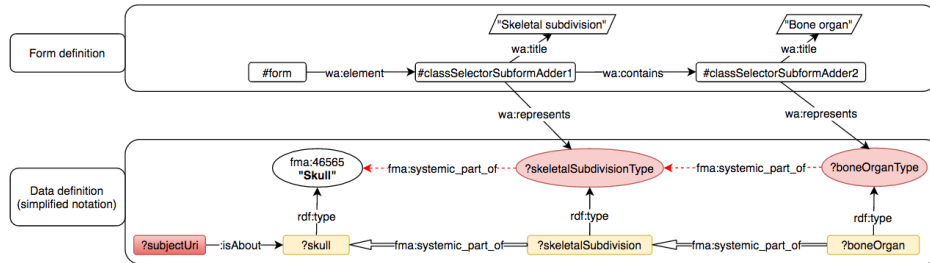 "Skeletal subdivision"
"Bone organ"
wa:title
wa:title
Form definition
#form
wa:element
#classSelectorSubformAdder1
wa:contains
#classSelectorSubformAdder2
wa:represents
wa:represents
fma:46565
"Skull"
fma:systemic_part_of
?skeletalSubdivisionType
fma:systemic_part_of
?boneOrganType
Data definition
(simplified notation)
rdf:type
rdf:type
rdf:type
?subjectUri
:isAbout
?skull
fma:systemic_part_of
?skeletalSubdivision
fma:systemic_part_of
?boneOrgan